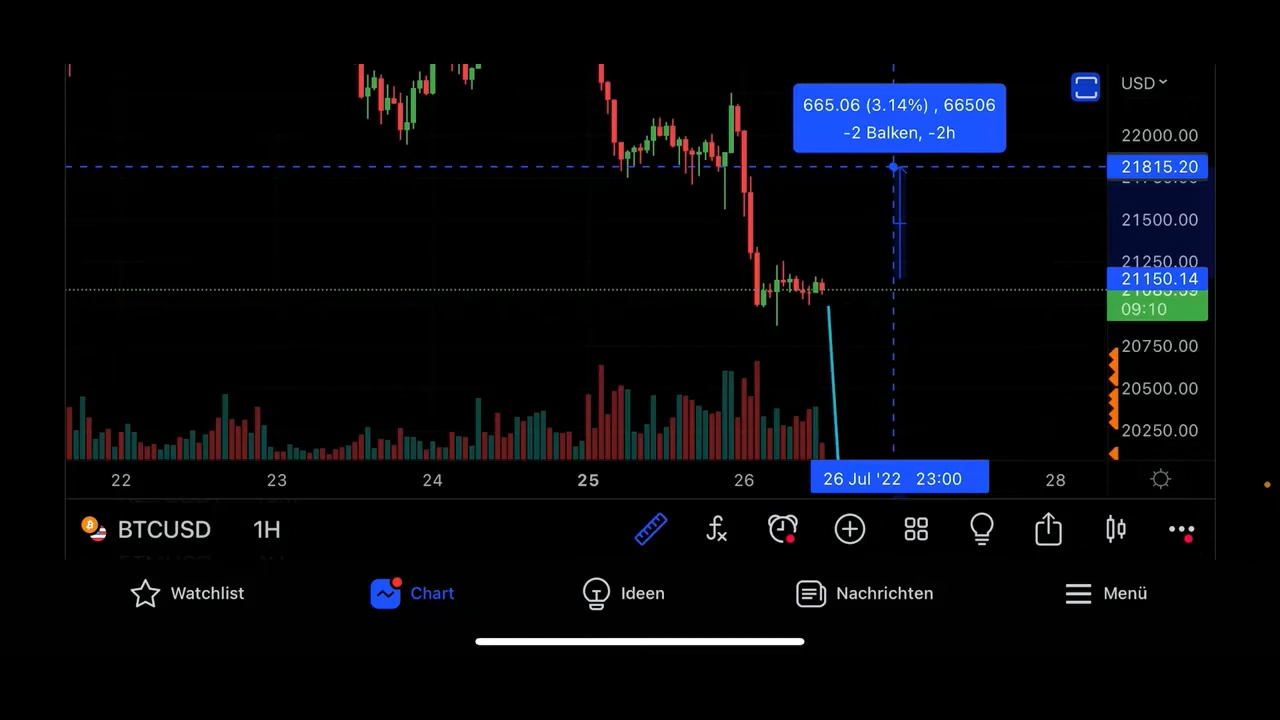 665.06 (3.14%) , 66506
-2 Balken, -2h
USD
22000.00
21815.20
21500.00
21250.00
21150.14
09:10
20750.00
20500.00
20250.00
22 23 24 25 26 26 Jul '22 23:00 28
BTCUSD 1H
Watchlist Chart Ideen Nachrichten Menü